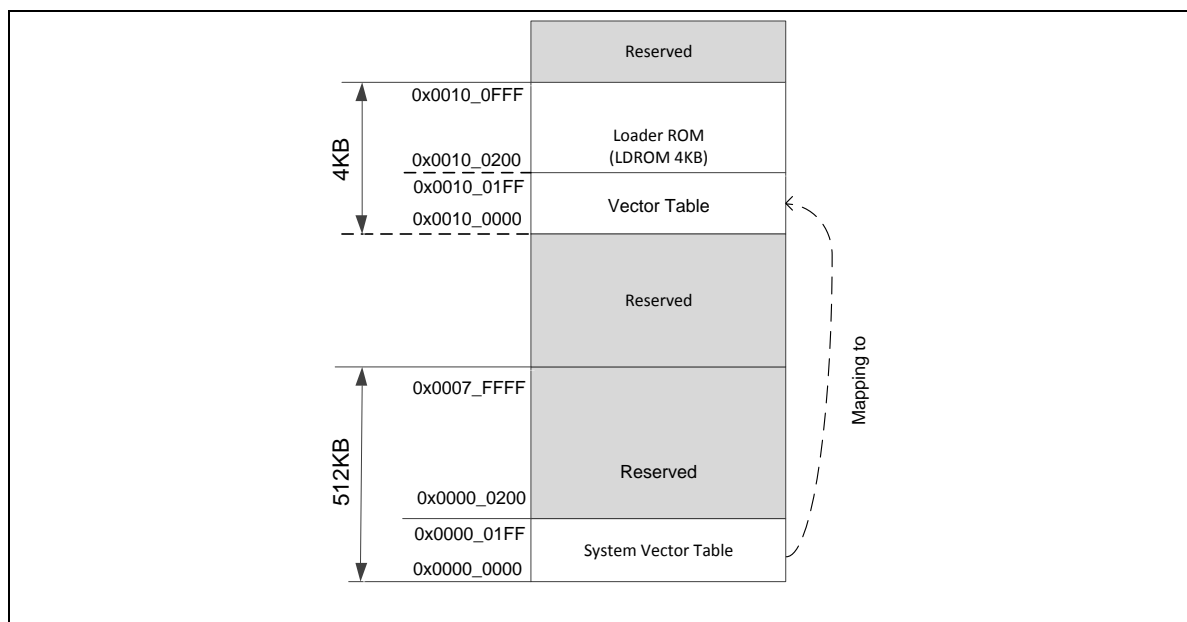 Reserved
0x0010_0FFF
4KB
Loader ROM
(LDROM 4KB)
0x0010_0200
0x0010_01FF
Vector Table
0x0010_0000
Reserved
Mapping to
0x0007_FFFF
512KB
Reserved
0x0000_0200
0x0000_01FF
System Vector Table
0x0000_0000